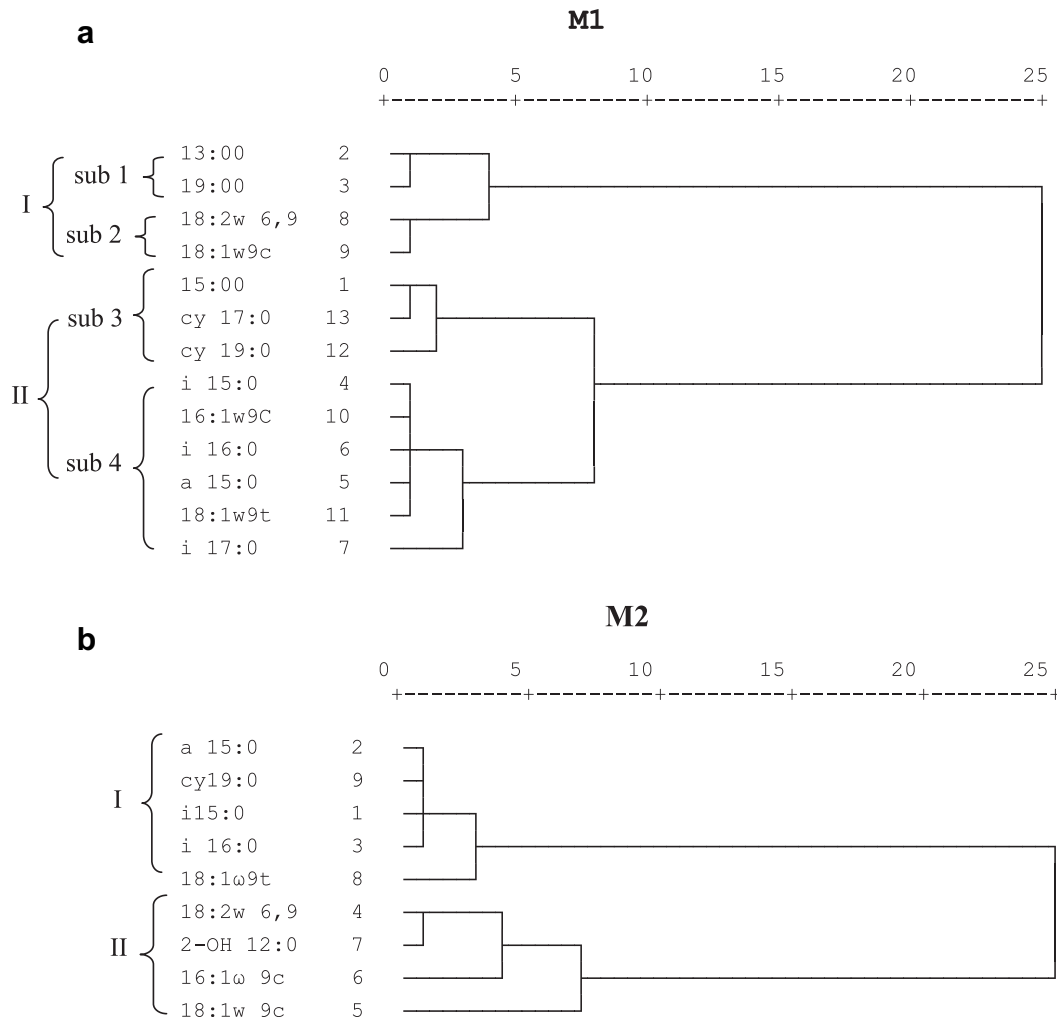 a
M1
0 5 10 15 20 25
I
sub 1
13:00 2
19:00 3
sub 2
18:2w 6,9 8
18:1w9c 9
II
sub 3
15:00 1
cy 17:0 13
cy 19:0 12
sub 4
i 15:0 4
16:1w9C 10
i 16:0 6
a 15:0 5
18:1w9t 11
i 17:0 7
b
M2
0 5 10 15 20 25
I
a 15:0 2
cy19:0 9
i15:0 1
i 16:0 3
18:1ω9t 8
II
18:2w 6,9 4
2-OH 12:0 7
16:1ω 9c 6
18:1w 9c 5